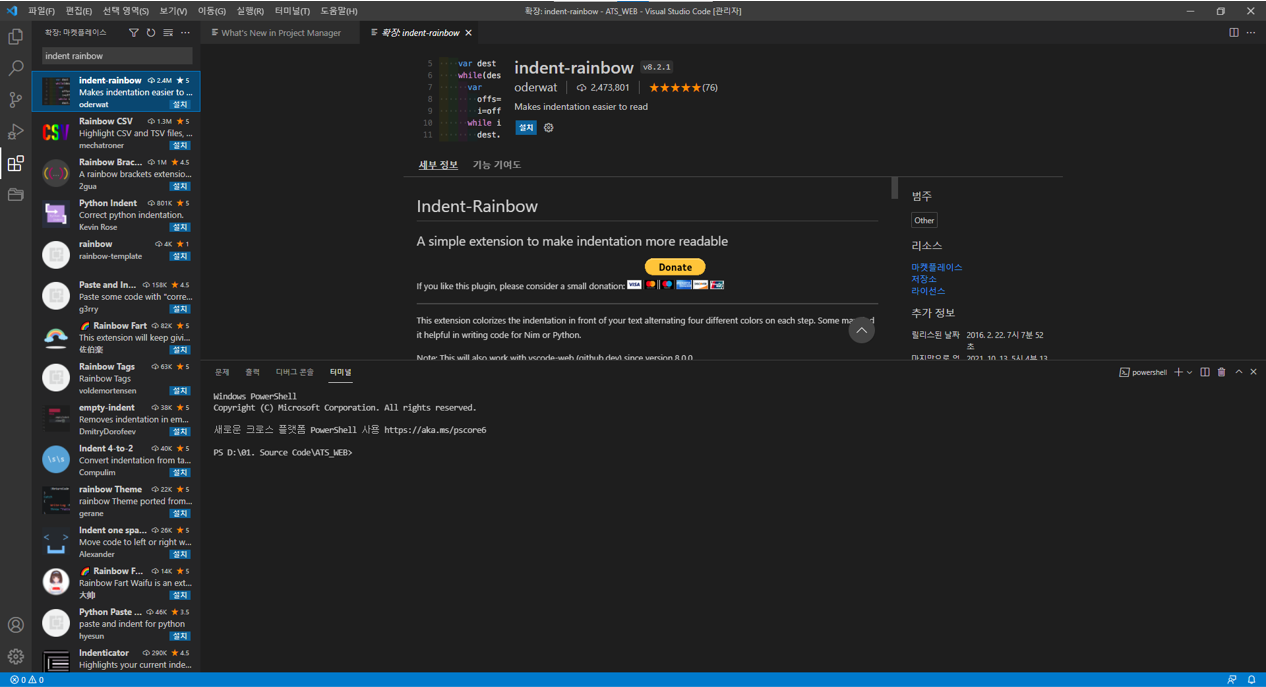 파일(F) 편집(E) 선택 영역(S) 보기(V) 이동(G) 실행(R) 터미널(T) 도움말(H)
확장: indent-rainbow - ATS_WEB - Visual Studio Code [관리자]
확장: 마켓플레이스
indent rainbow
indent-rainbow 2.4M ★ 5
Makes indentation easier to ...
oderwat 설치
Rainbow CSV 1.3M ★ 5
Highlight CSV and TSV files, ...
mechatroner 설치
Rainbow Brac... 1M ★ 4.5
A rainbow brackets extensio...
2gua 설치
Python Indent 801K ★ 5
Correct python indentation.
Kevin Rose 설치
rainbow 4K ★ 1
rainbow-template 설치
Paste and In... 158K ★ 4.5
Paste some code with "corre...
g3rry 설치
🌈 Rainbow Fart 82K ★ 5
This extension will keep givi...
佐伯楽 설치
Rainbow Tags 63K ★ 5
Rainbow Tags
voldemortensen 설치
empty-indent 38K ★ 5
Removes indentation in em...
DmitryDorofeev 설치
Indent 4-to-2 40K ★ 5
Convert indentation from ta...
Compulim 설치
rainbow Theme 22K ★ 5
rainbow Theme ported from...
gerane 설치
Indent one spa... 26K ★ 5
Move code to left or right w...
Alexander 설치
🌈 Rainbow F... 14K ★ 5
Rainbow Fart Waifu is an ext...
大帅 설치
Python Paste ... 46K ★ 3.5
paste and indent for python
hyesun 설치
Indenticator 290K ★ 4.5
Highlights your current inde...
What's New in Project Manager
확장: indent-rainbow
5 var dest
6 while(des
7 var
8 offs=
9 i=off
10 while i
11 dest.
indent-rainbow v8.2.1
oderwat 2,473,801 ★★★★★(76)
Makes indentation easier to read
설치
세부 정보 기능 기여도
Indent-Rainbow
A simple extension to make indentation more readable
Donate
If you like this plugin, please consider a small donation: VISA
This extension colorizes the indentation in front of your text alternating four different colors on each step. Some may
it helpful in writing code for Nim or Python.
Note: This will also work with vscode-web (github.dev) since version 8.0.0
범주
Other
리소스
마켓플레이스
저장소
라이선스
추가 정보
릴리스된 날짜 2016. 2. 22. 7시 7분 52
초
마지막으로 업 2021. 10. 13. 5시 4분 13
문제 출력 디버그 콘솔 터미널
powershell
Windows PowerShell
Copyright (C) Microsoft Corporation. All rights reserved.
새로운 크로스 플랫폼 PowerShell 사용 https://aka.ms/pscore6
PS D:\01. Source Code\ATS_WEB>
0 0